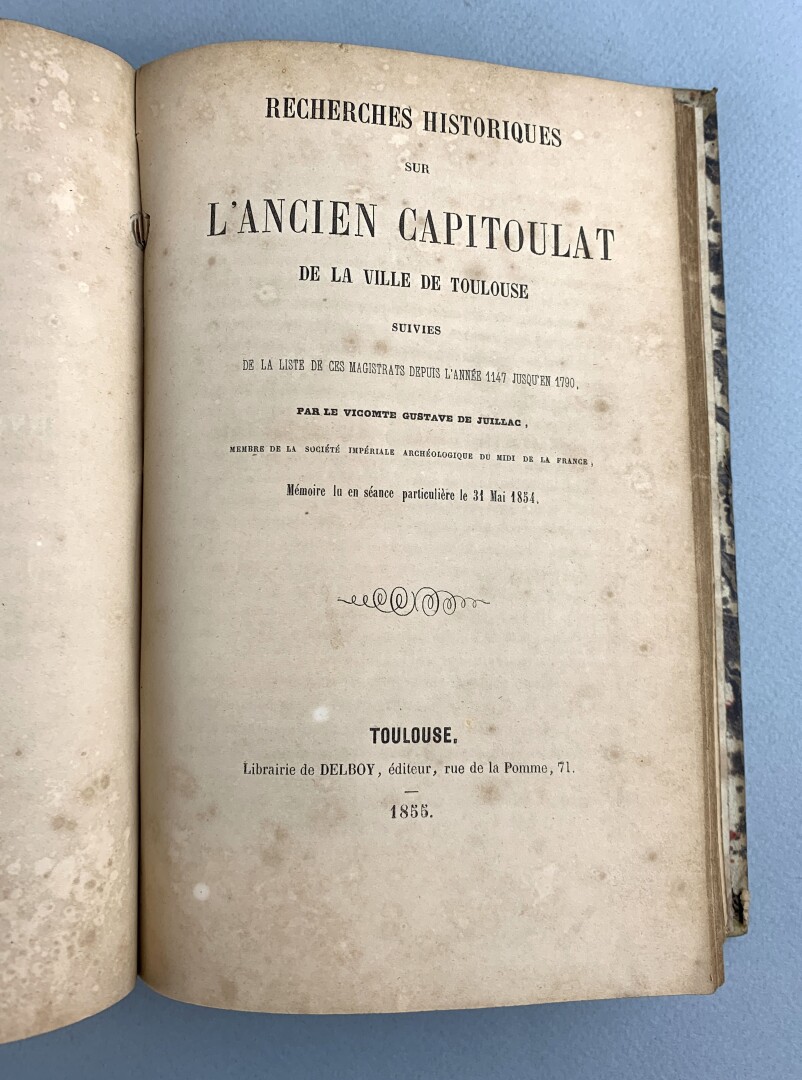 RECHERCHES HISTORIQUES
SUR
L'ANCIEN CAPITOULAT
DE LA VILLE DE TOULOUSE
SUIVIES
DE LA LISTE DE CES MAGISTRATS DEPUIS L'ANNÉE 1147 JUSQU'EN 1790,
PAR LE VICOMTE GUSTAVE DE JUILLAC,
MEMBRE DE LA SOCIÉTÉ IMPÉRIALE ARCHÉOLOGIQUE DU MIDI DE LA FRANCE,
Mémoire lu en séance particulière le 31 Mai 1854.
TOULOUSE.
Librairie de DELBOY, éditeur, rue de la Pomme, 71.
1855.